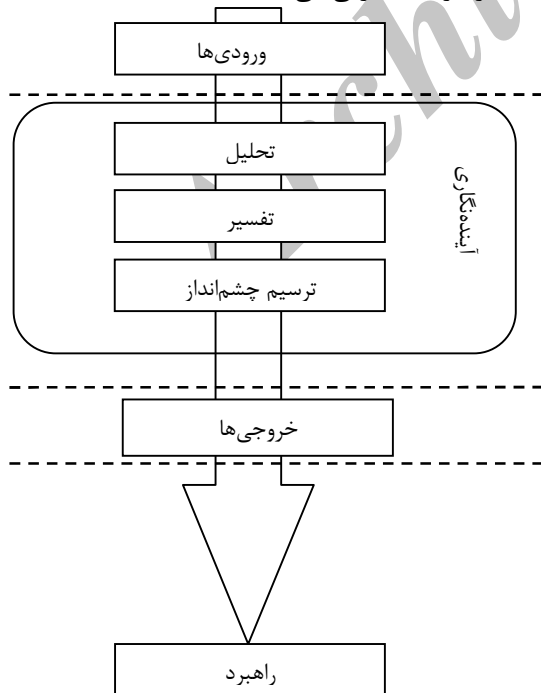 ورودی‌ها
تحلیل
آینده‌نگاری
تفسیر
ترسیم چشم‌انداز
خروجی‌ها
راهبرد